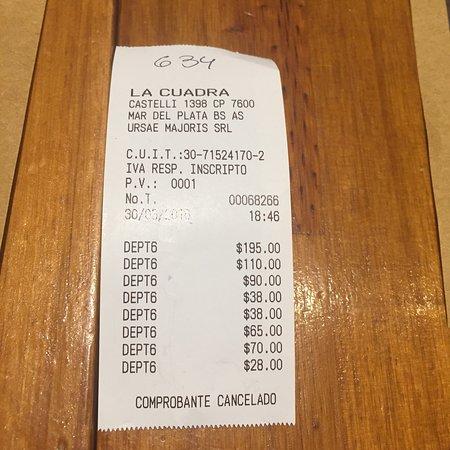 634
LA CUADRA
CASTELLI 1398 CP 7600
MAR DEL PLATA BS AS
URSAE MAJORIS SRL
C.U.I.T.:30-71524170-2
IVA RESP. INSCRIPTO
P.V.: 0001
No.T. 00068266
18:46
DEPT6 $195.00
DEPT6 $110.00
DEPT6 $90.00
DEPT6 $38.00
DEPT6 $38.00
DEPT6 $65.00
DEPT6 $70.00
DEPT6 $28.00
COMPROBANTE CANCELADO